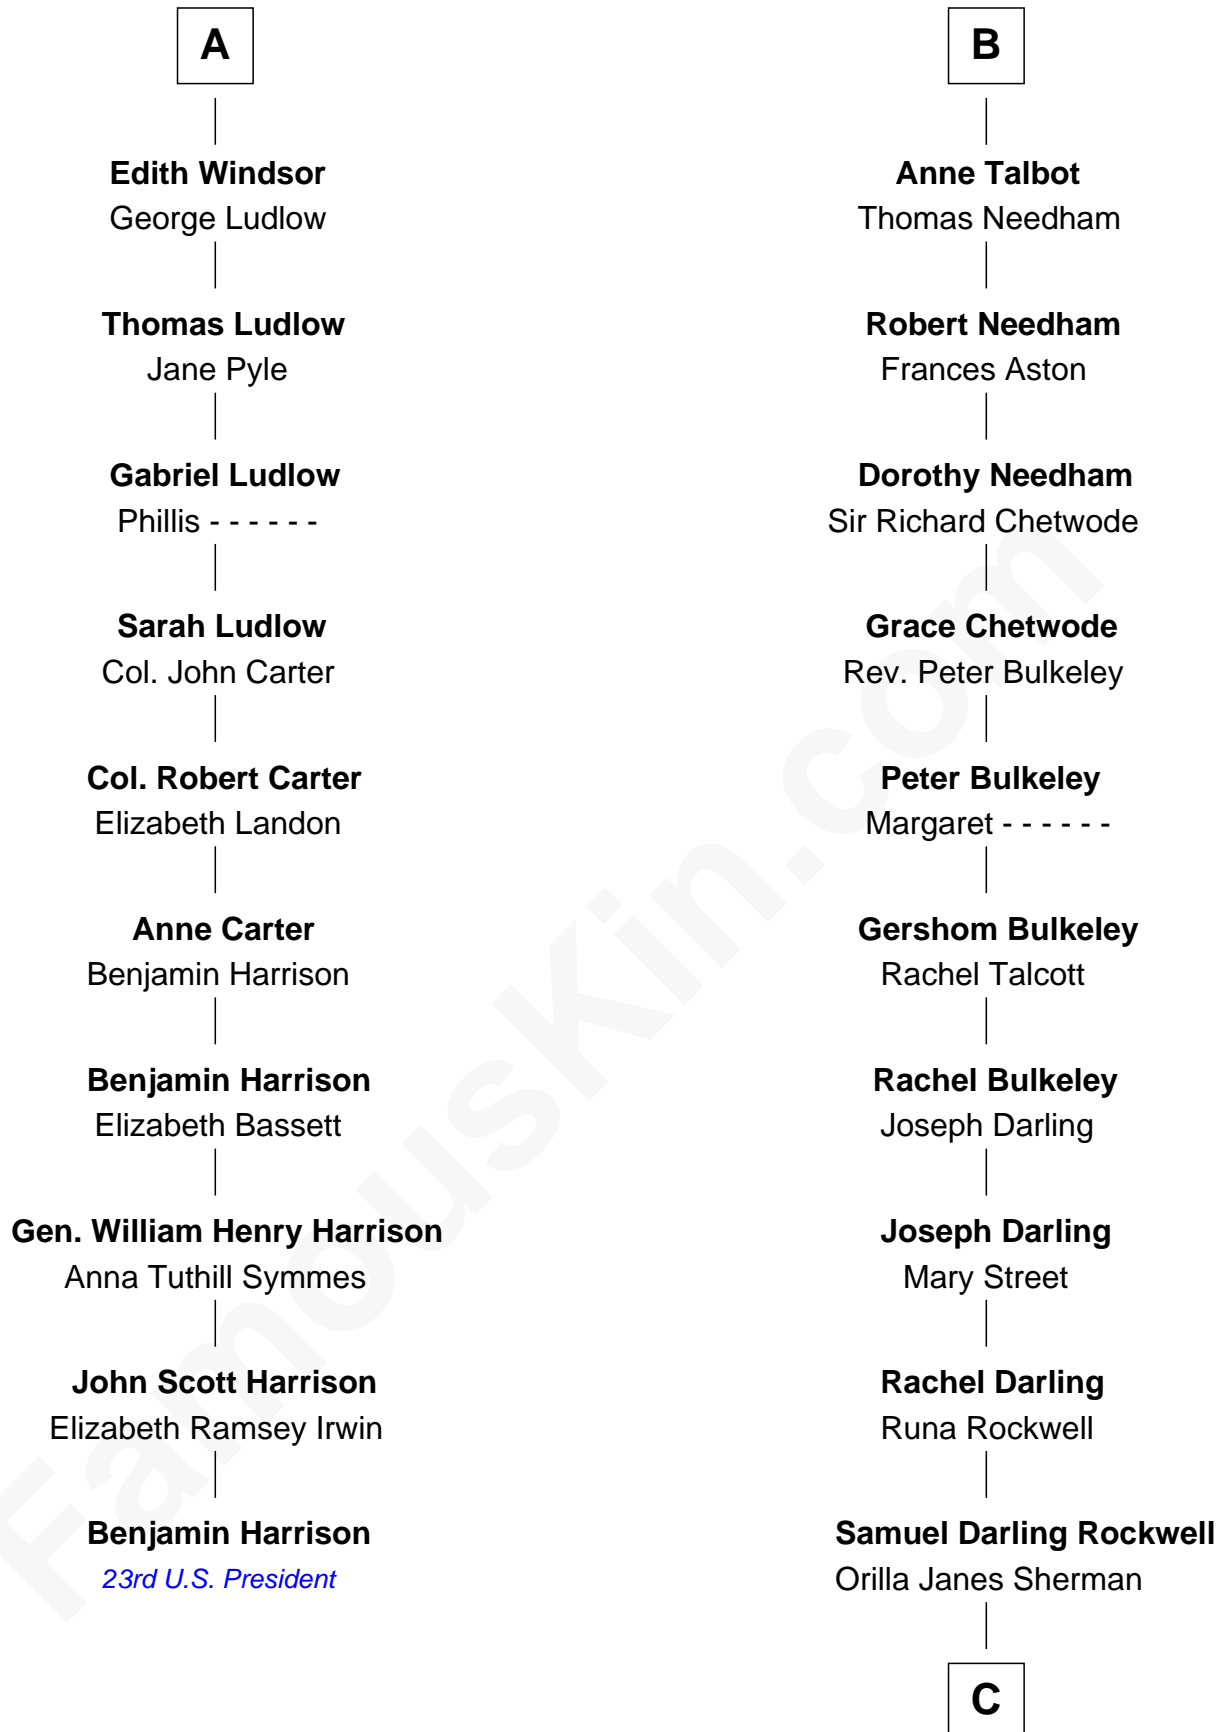 A
Edith Windsor
George Ludlow
Thomas Ludlow
Jane Pyle
Gabriel Ludlow
Phillis - - - - - -
Sarah Ludlow
Col. John Carter
Col. Robert Carter
Elizabeth Landon
Anne Carter
Benjamin Harrison
Benjamin Harrison
Elizabeth Bassett
Gen. William Henry Harrison
Anna Tuthill Symmes
John Scott Harrison
Elizabeth Ramsey Irwin
Benjamin Harrison
23rd U.S. President
B
Anne Talbot
Thomas Needham
Robert Needham
Frances Aston
Dorothy Needham
Sir Richard Chetwode
Grace Chetwode
Rev. Peter Bulkeley
Peter Bulkeley
Margaret - - - - - -
Gershom Bulkeley
Rachel Talcott
Rachel Bulkeley
Joseph Darling
Joseph Darling
Mary Street
Rachel Darling
Runa Rockwell
Samuel Darling Rockwell
Orilla Janes Sherman
C
FamousKin.com